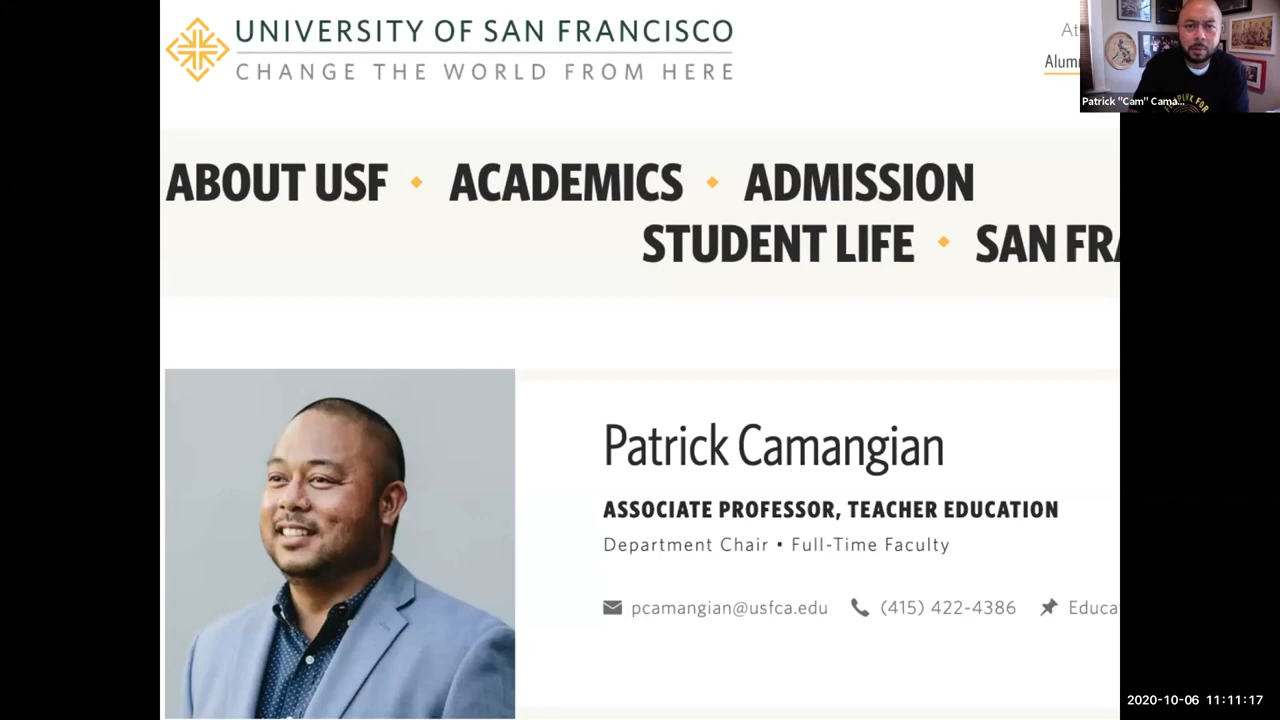 UNIVERSITY OF SAN FRANCISCO
CHANGE THE WORLD FROM HERE
Alum
Patrick "Cam" Cama...
ABOUT USF ◆ ACADEMICS ◆ ADMISSION
STUDENT LIFE ◆ SAN FRA
Patrick Camangian
ASSOCIATE PROFESSOR, TEACHER EDUCATION
Department Chair • Full-Time Faculty
pcamangian@usfca.edu (415) 422-4386 Educa
2020-10-06 11:11:17